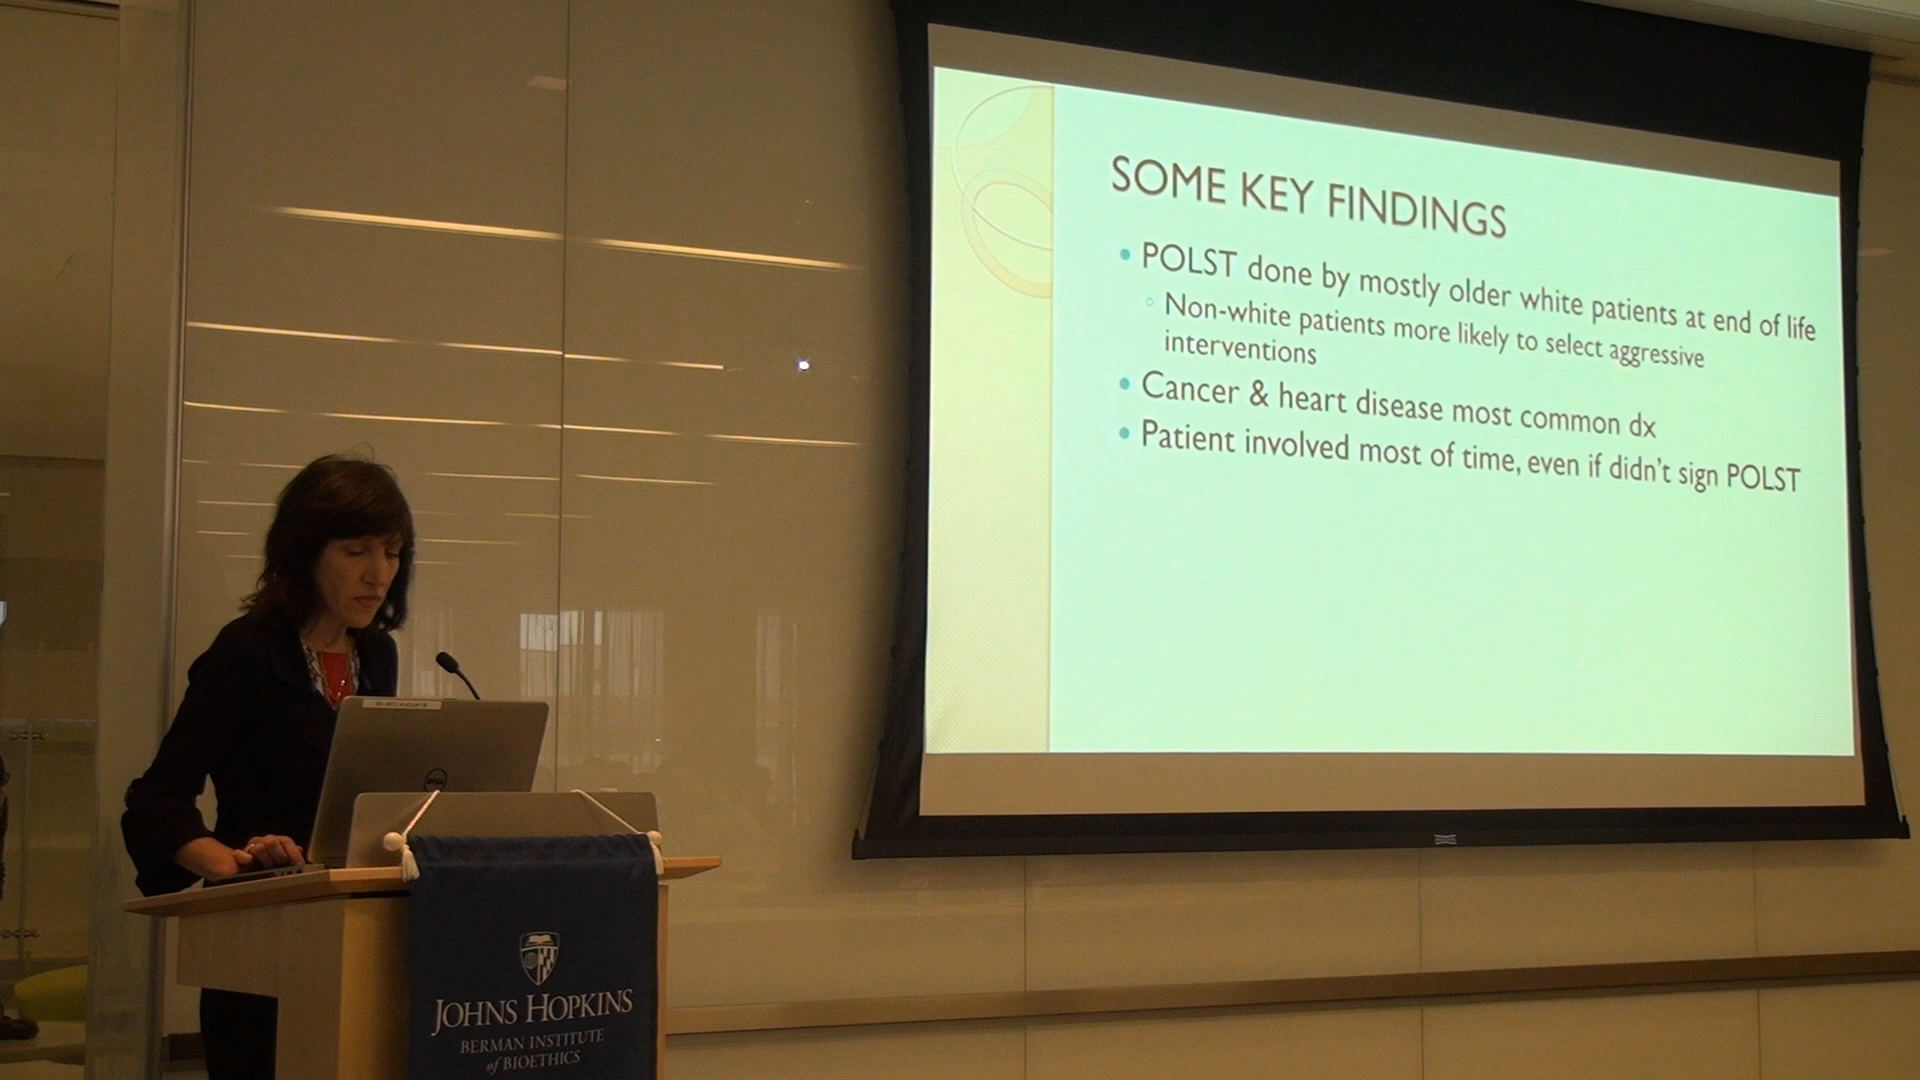 SOME KEY FINDINGS
POLST done by mostly older white patients at end of life
Non-white patients more likely to select aggressive
interventions
Cancer & heart disease most common dx
Patient involved most of time, even if didn't sign POLST
DELL
JOHNS HOPKINS
BERMAN INSTITUTE
of BIOETHICS